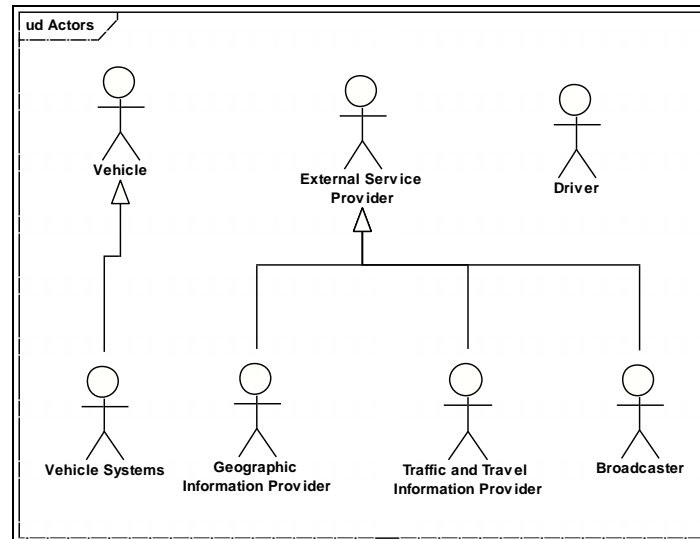 ud Actors
Vehicle
External Service
Provider
Driver
Vehicle Systems
Geographic
Information Provider
Traffic and Travel
Information Provider
Broadcaster